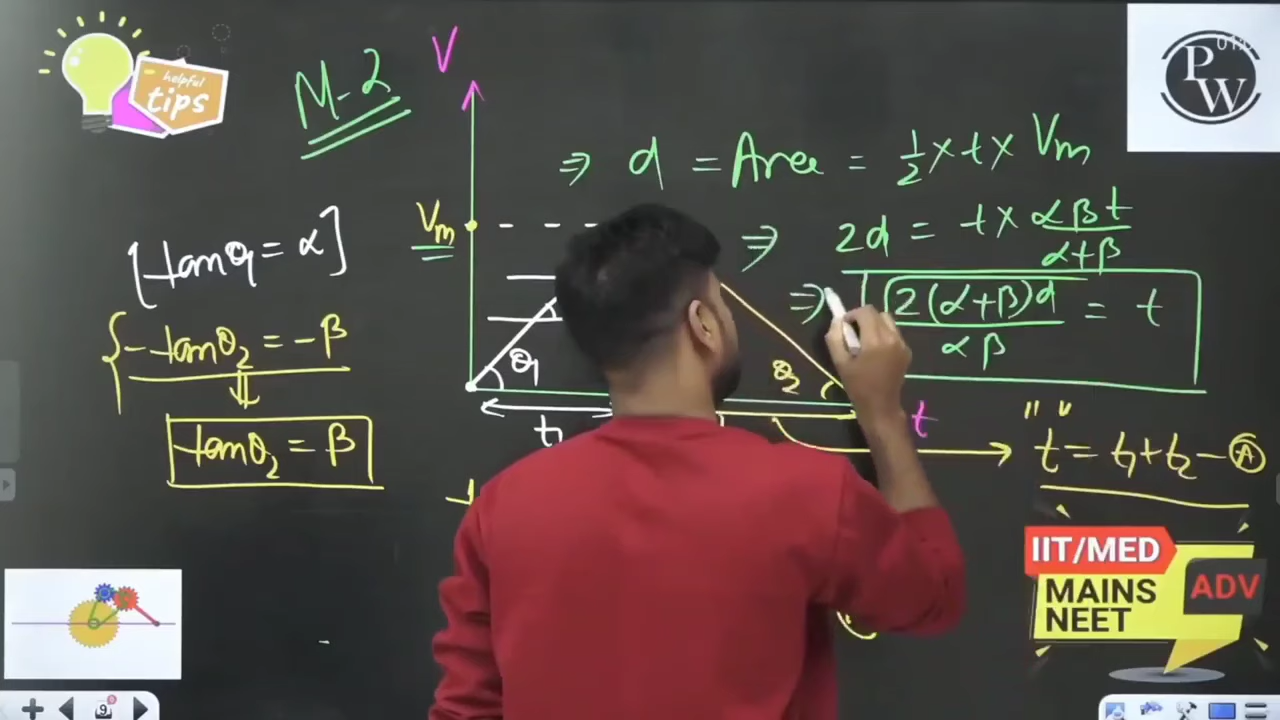 helpful
tips
M-2
V
PW
⇒ d = Area = 1/2 × t × Vm
Vm
⇒ 2d = t × αβt/α+β
[tanθ1 = α]
⇒ √2(α+β)d/αβ = t
{-tanθ2 = -β
θ1
θ2
t1
t
tanθ2 = β
" "
t = t1 + t2 - A
IIT/MED
MAINS
NEET
ADV
9